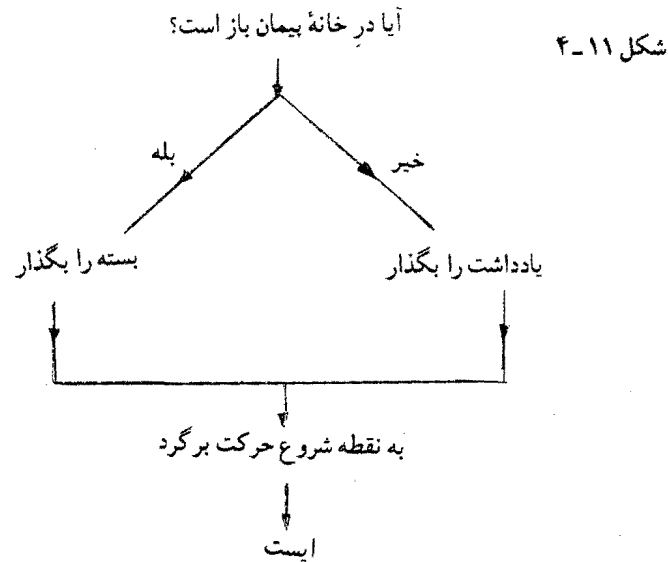 شکل ۱۱ـ۴
آیا درِ خانهٔ پیمان باز است؟
بله
خیر
بسته را بگذار
یادداشت را بگذار
به نقطه شروع حرکت برگرد
ایست